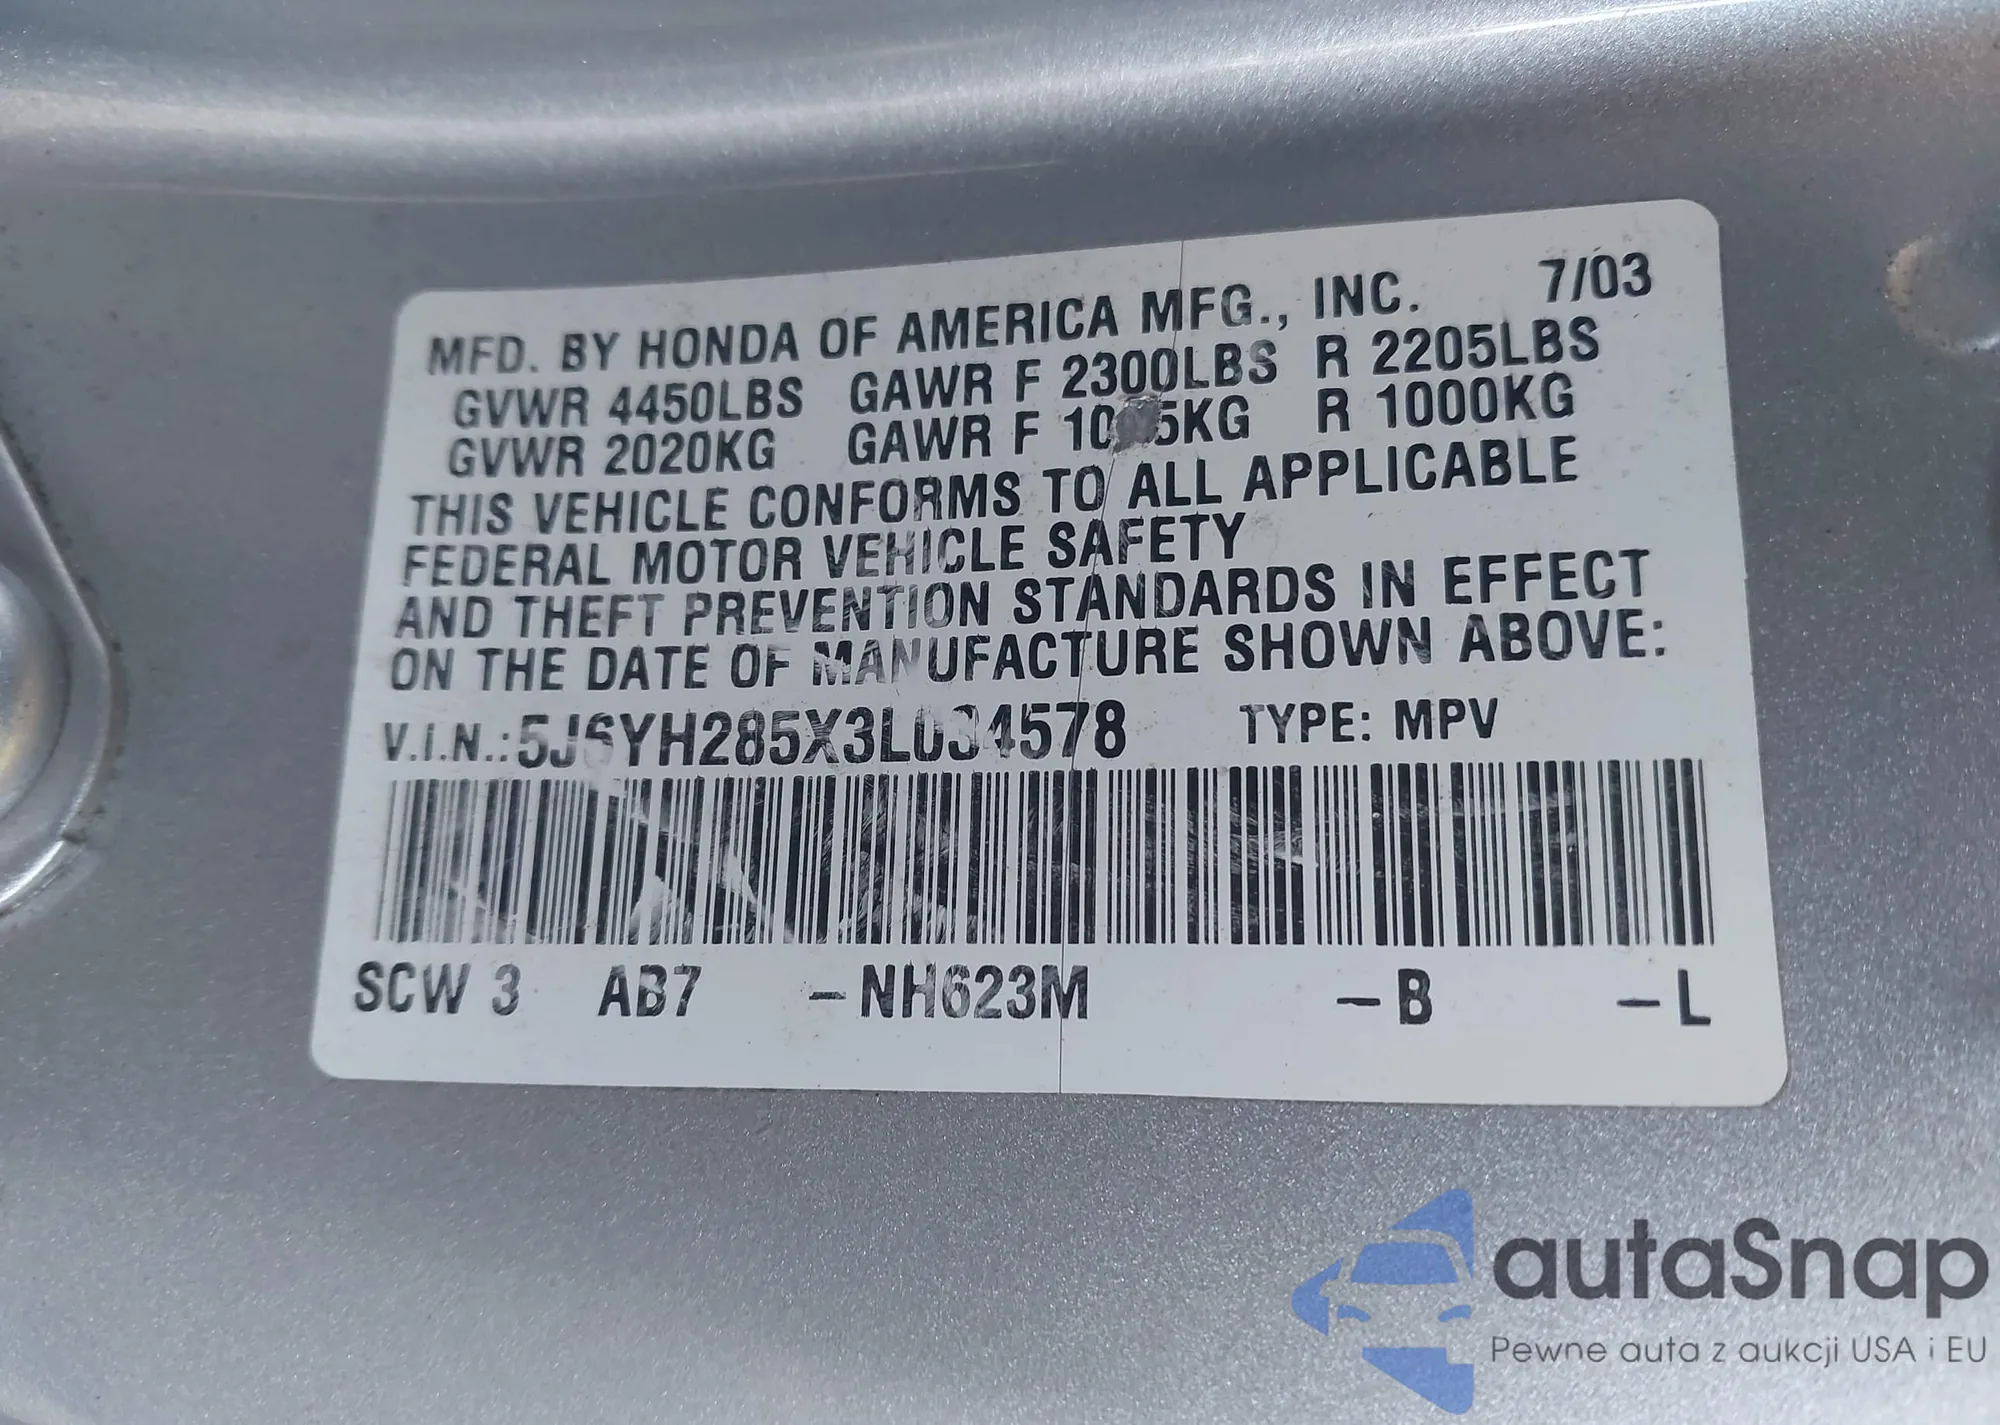 MFD. BY HONDA OF AMERICA MFG., INC. 7/03
GVWR 4450LBS GAWR F 2300LBS R 2205LBS
GVWR 2020KG GAWR F R 1000KG
THIS VEHICLE CONFORMS TO ALL APPLICABLE
FEDERAL MOTOR VEHICLE SAFETY
AND THEFT PREVENTION STANDARDS IN EFFECT
ON THE DATE OF MANUFACTURE SHOWN ABOVE:
V.I.N.: 5J6YH285X3L034578 TYPE: MPV
SCW 3 AB7 -NH623M -B -L
autaSnap
Pewne auta z aukcji USA i EU